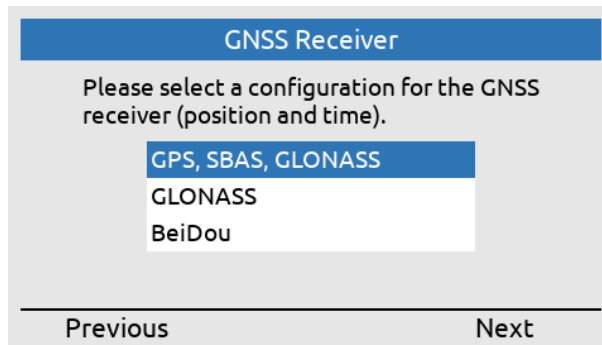 GNSS Receiver
Please select a configuration for the GNSS
receiver (position and time).
GPS, SBAS, GLONASS
GLONASS
BeiDou
Previous Next